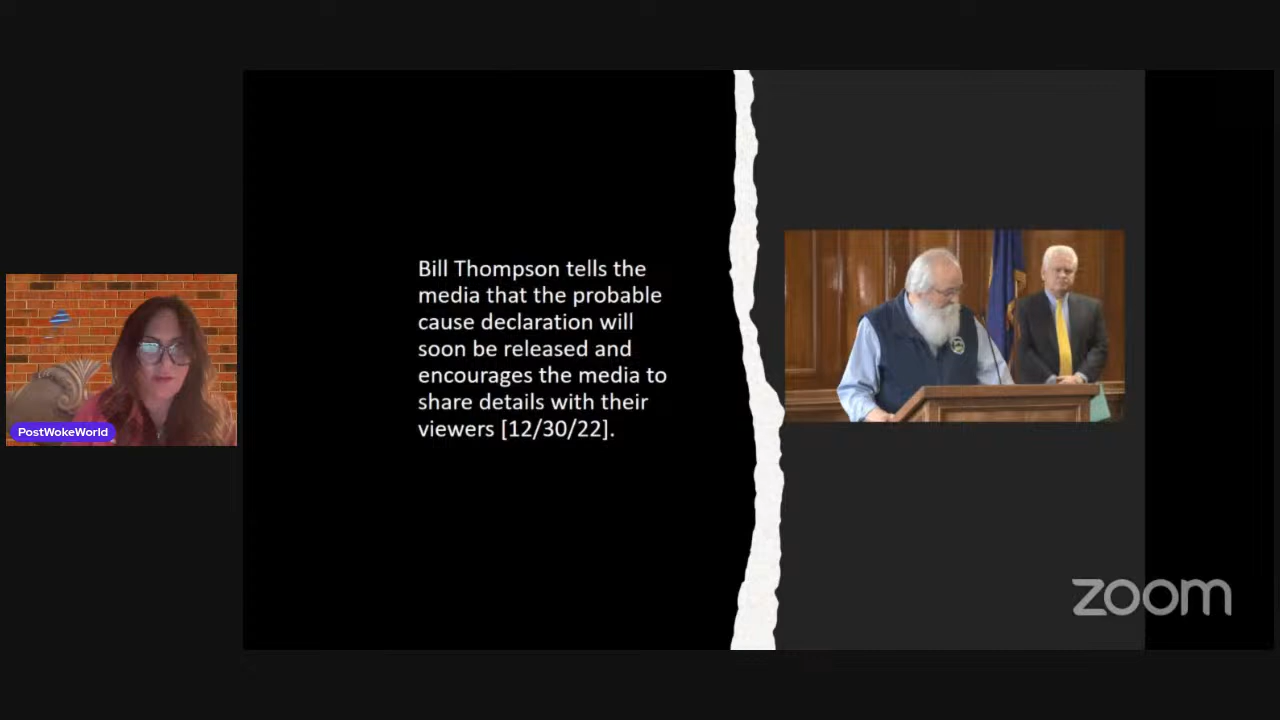 Bill Thompson tells the
media that the probable
cause declaration will
soon be released and
encourages the media to
share details with their
viewers [12/30/22].
PostWokeWorld
zoom